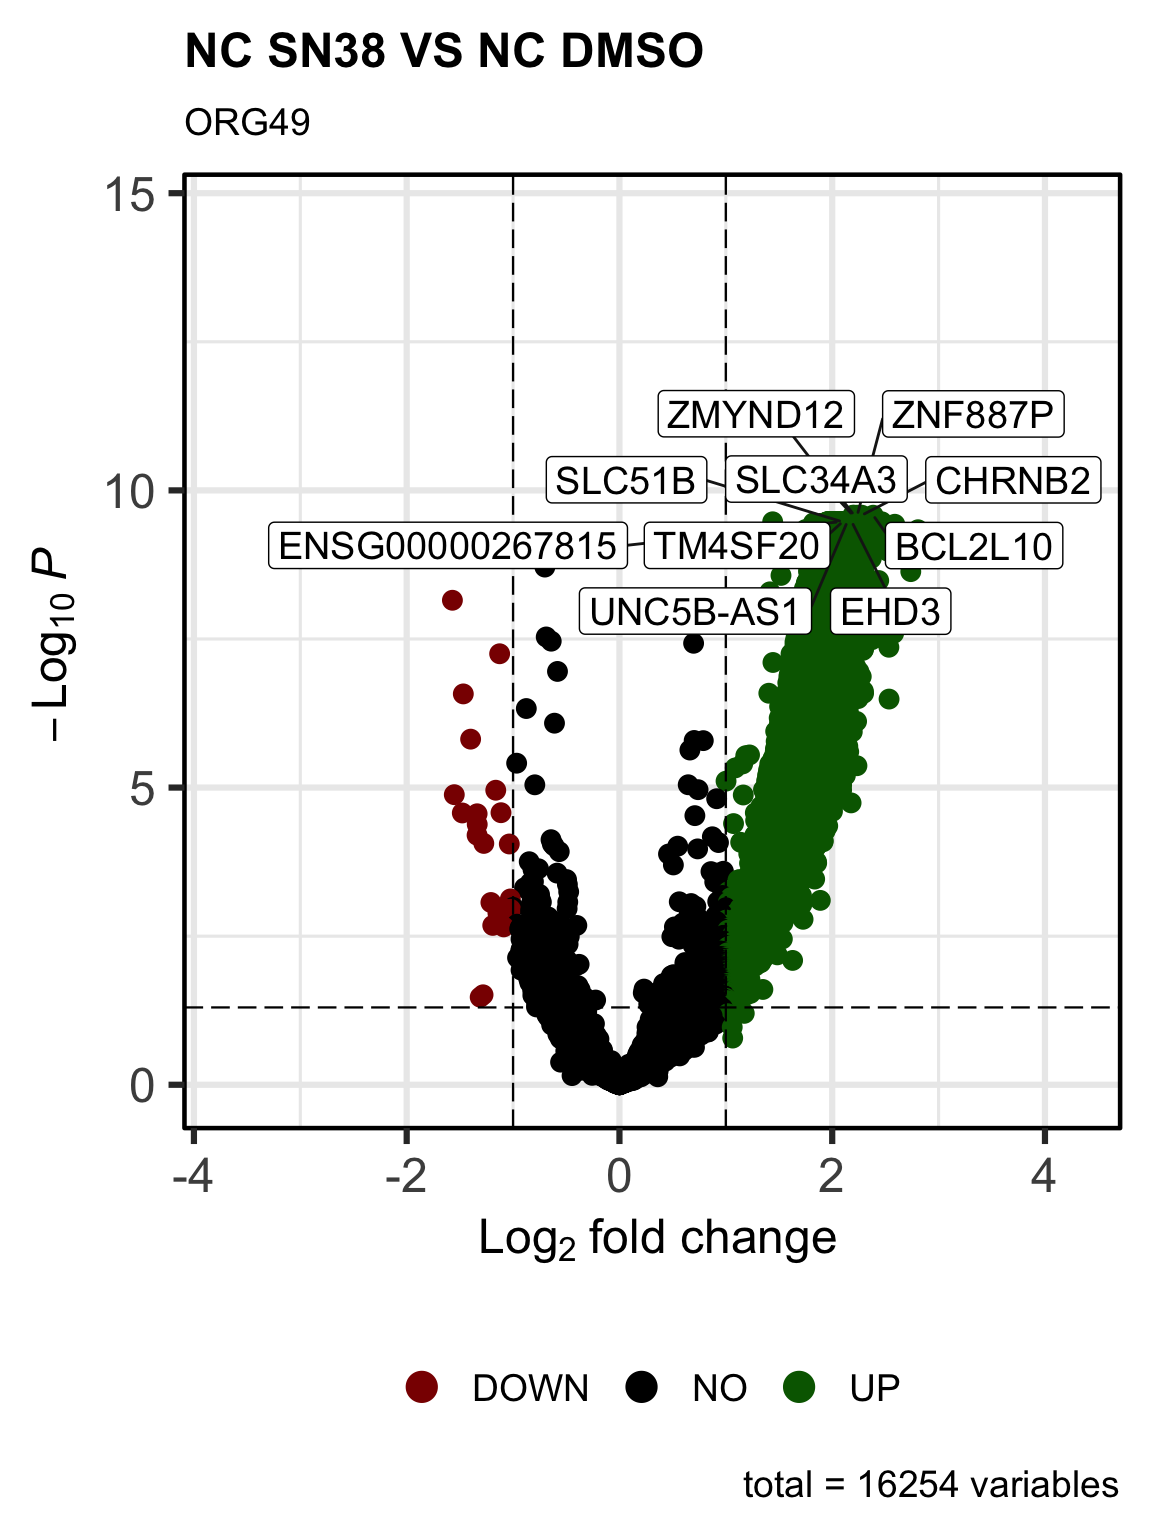 NC SN38 VS NC DMSO
ORG49
−Log10 P
15
10
5
0
ZMYND12 ZNF887P
SLC51B SLC34A3 CHRNB2
ENSG00000267815 TM4SF20 BCL2L10
UNC5B-AS1 EHD3
-4 -2 0 2 4
Log2 fold change
DOWN NO UP
total = 16254 variables